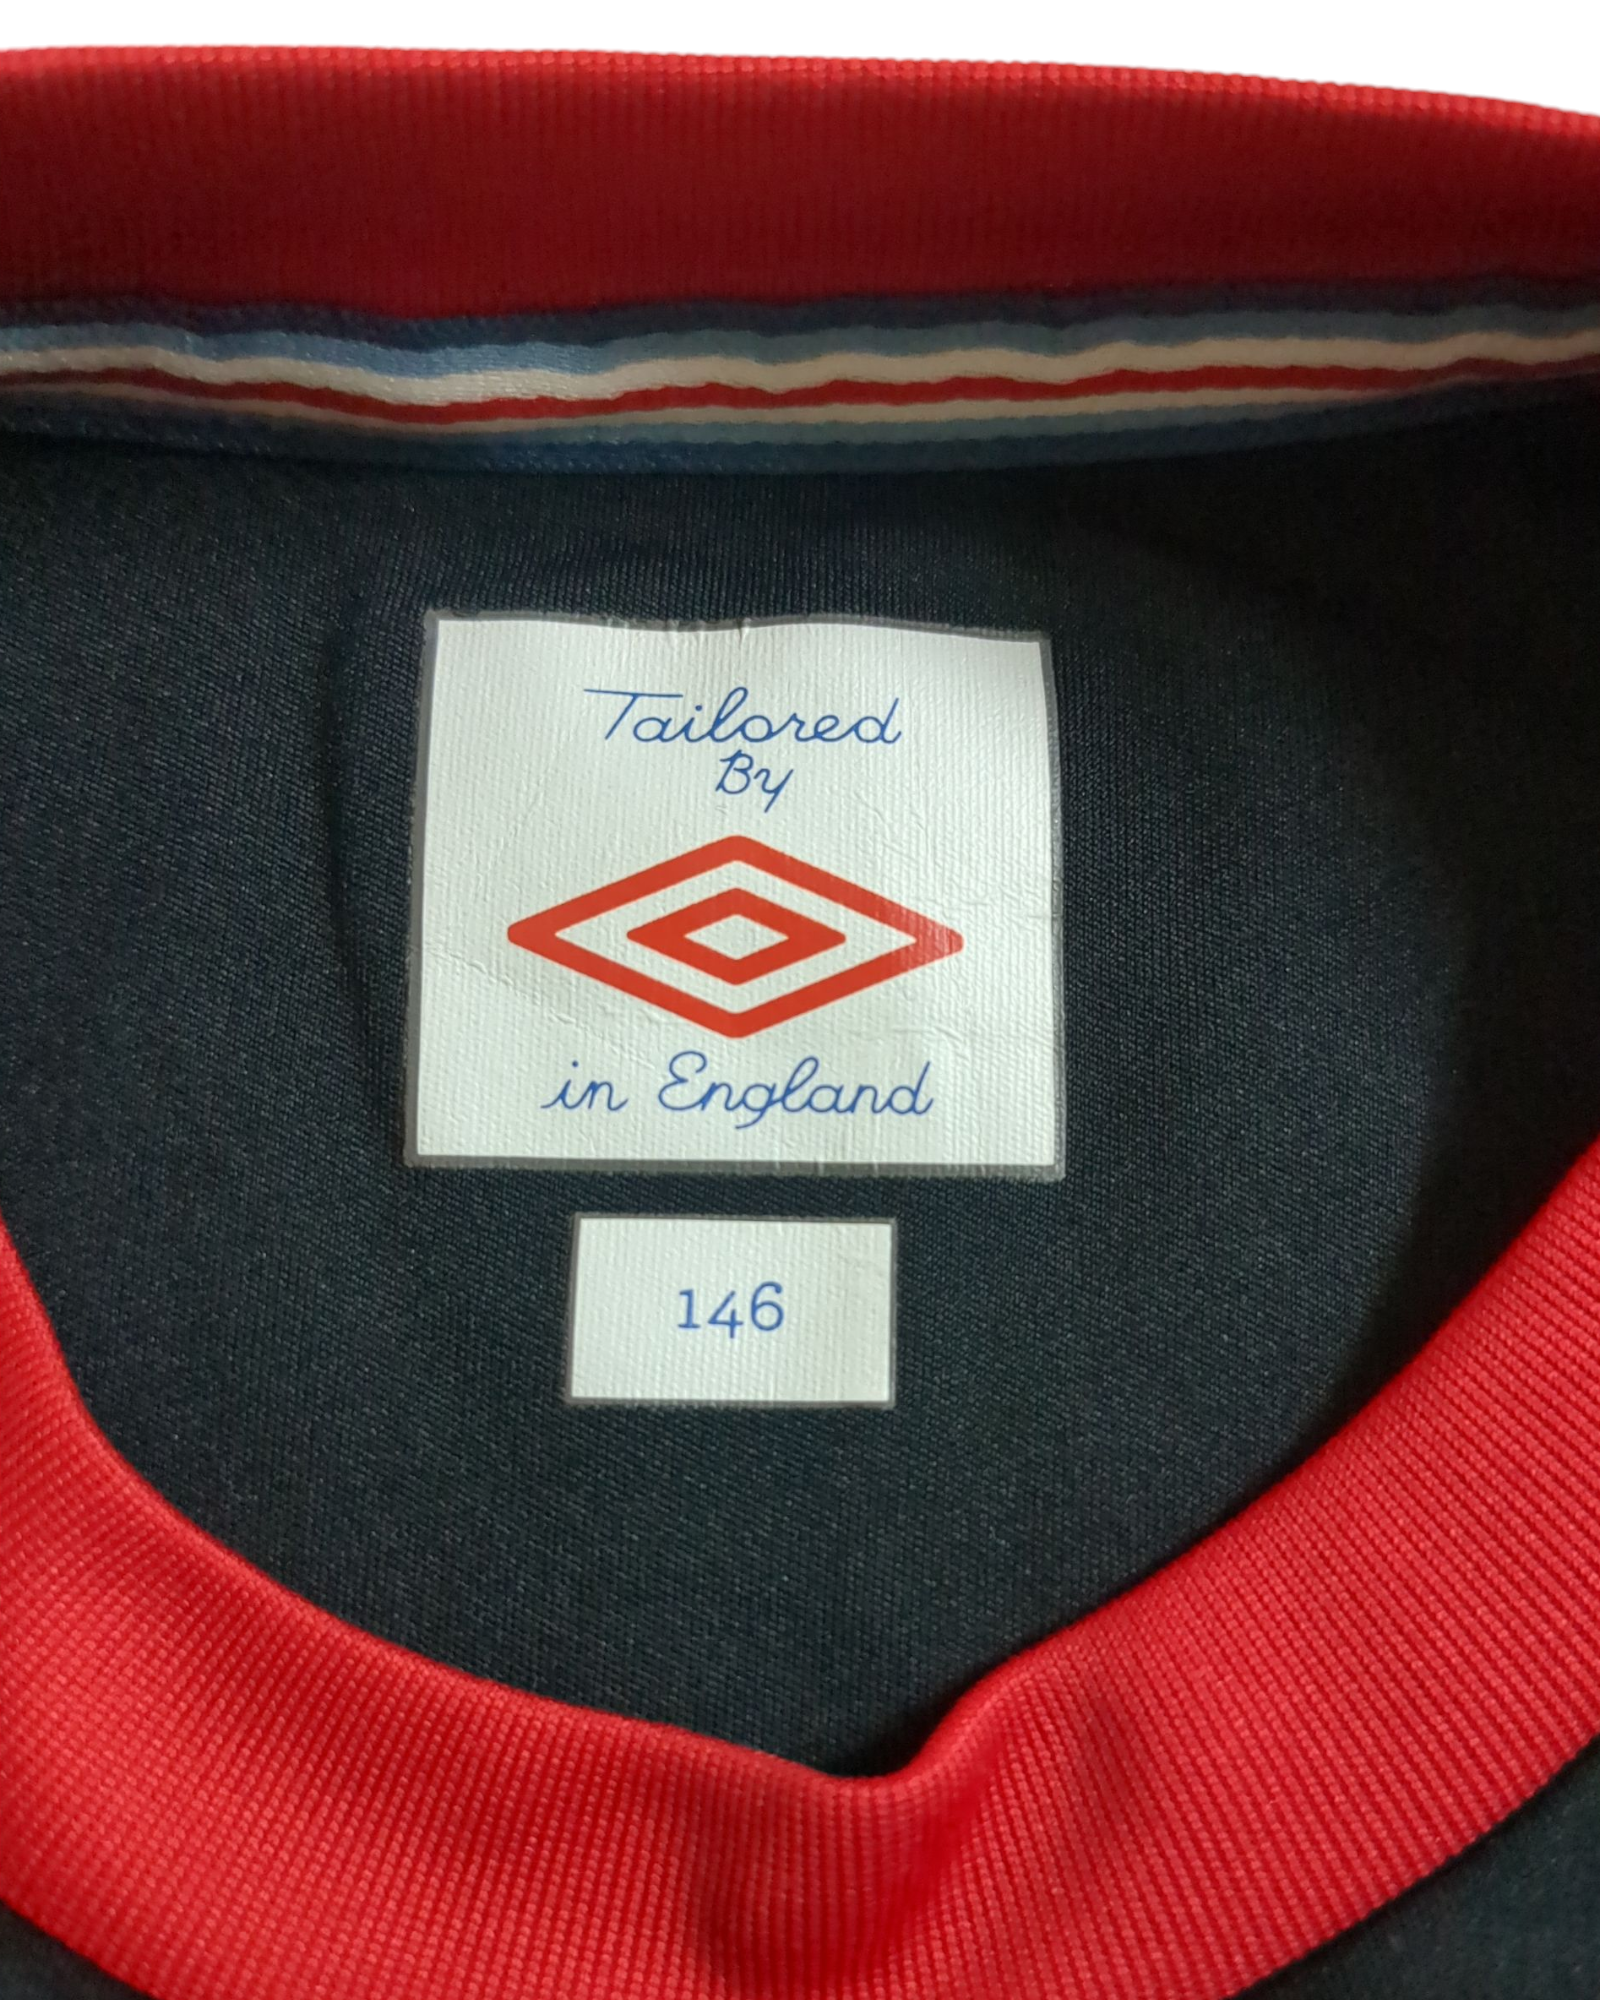 Tailored
By
in England
146